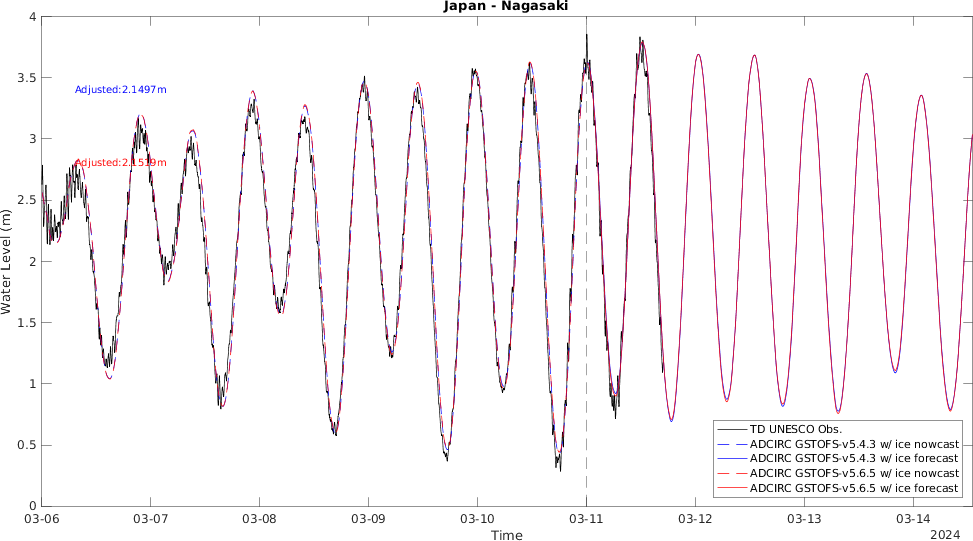 Japan - Nagasaki
4
3.5
3
2.5
2
1.5
1
0.5
0
Water Level (m)
Adjusted:2.1497m
Adjusted:2.1539m
TD UNESCO Obs.
ADCIRC GSTOFS-v5.4.3 w/ ice nowcast
ADCIRC GSTOFS-v5.4.3 w/ ice forecast
ADCIRC GSTOFS-v5.6.5 w/ ice nowcast
ADCIRC GSTOFS-v5.6.5 w/ ice forecast
03-06 03-07 03-08 03-09 03-10 03-11 03-12 03-13 03-14
Time
2024